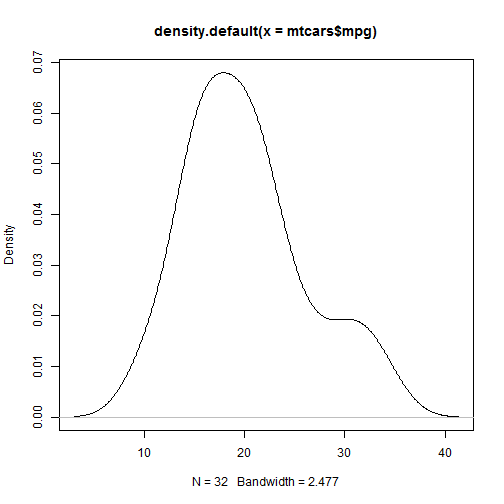 density.default(x = mtcars$mpg)
Density
0.00 0.01 0.02 0.03 0.04 0.05 0.06 0.07
10 20 30 40
N = 32 Bandwidth = 2.477